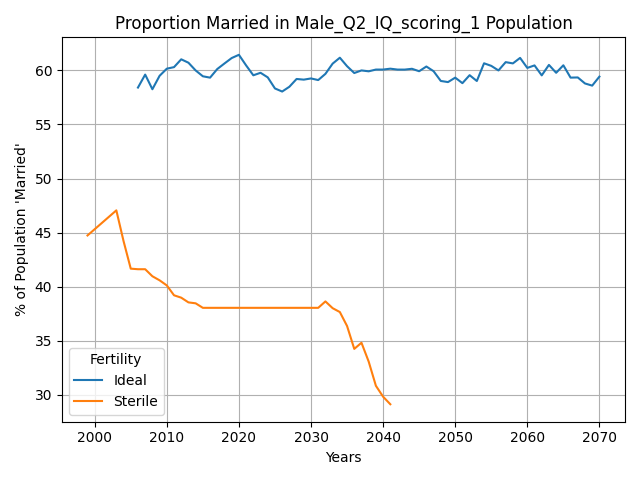 Proportion Married in Male_Q2_IQ_scoring_1 Population
% of Population 'Married'
60
55
50
45
40
35
30
Fertility
Ideal
Sterile
2000 2010 2020 2030 2040 2050 2060 2070
Years